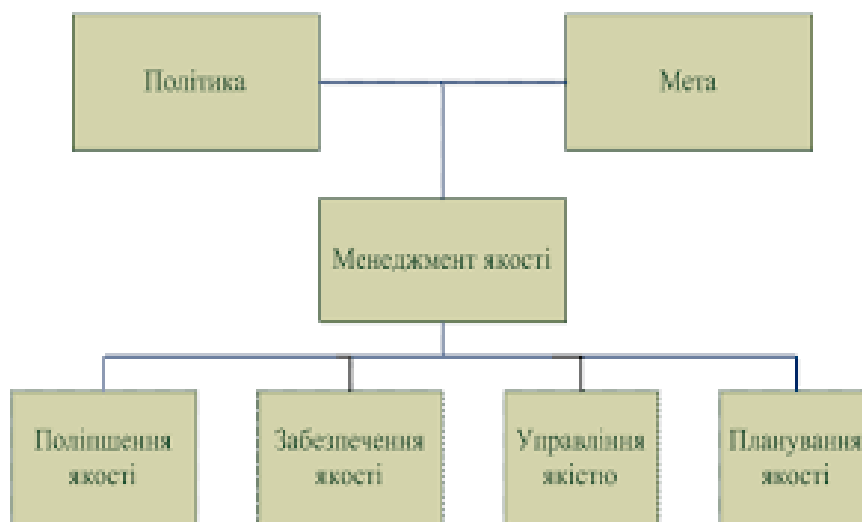 Політика
Мета
Менеджмент якості
Поліпшення
якості
Забезпечення
якості
Управління
якістю
Планування
якості